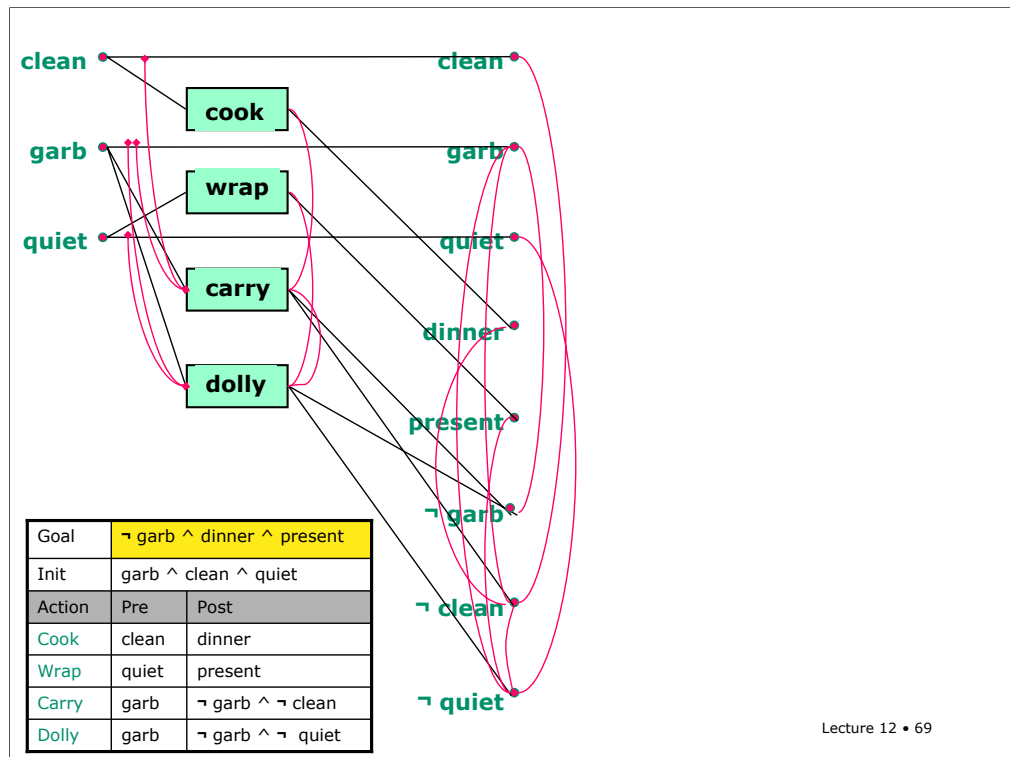 clean clean
cook
garb garb
wrap
quiet quiet
carry
dinner
dolly
present
¬ garb
¬ clean
¬ quiet
Goal ¬ garb ^ dinner ^ present
Init garb ^ clean ^ quiet
Action Pre Post
Cook clean dinner
Wrap quiet present
Carry garb ¬ garb ^ ¬ clean
Dolly garb ¬ garb ^ ¬ quiet
Lecture 12 • 69